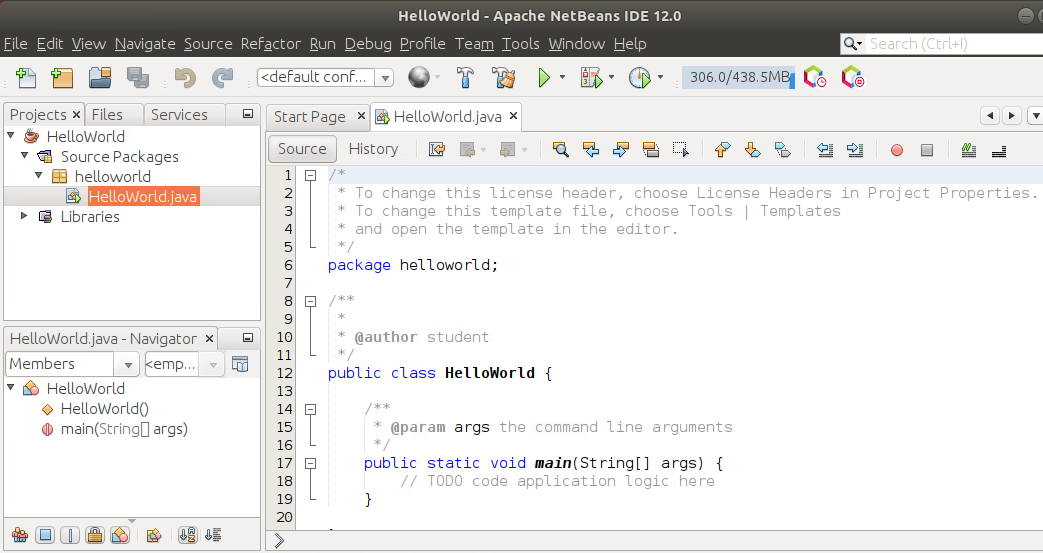 HelloWorld - Apache NetBeans IDE 12.0
File Edit View Navigate Source Refactor Run Debug Profile Team Tools Window Help
Search (Ctrl+I)
<default conf...
306.0/438.5MB
Projects
Files
Services
HelloWorld
Source Packages
helloworld
HelloWorld.java
Libraries
HelloWorld.java - Navigator
Members
<emp...
HelloWorld
HelloWorld()
main(String[] args)
Start Page
HelloWorld.java
Source
History
1 /*
2 * To change this license header, choose License Headers in Project Properties.
3 * To change this template file, choose Tools | Templates
4 * and open the template in the editor.
5 */
6 package helloworld;
7
8 /**
9 *
10 * @author student
11 */
12 public class HelloWorld {
13
14 /**
15 * @param args the command line arguments
16 */
17 public static void main(String[] args) {
18 // TODO code application logic here
19 }
20